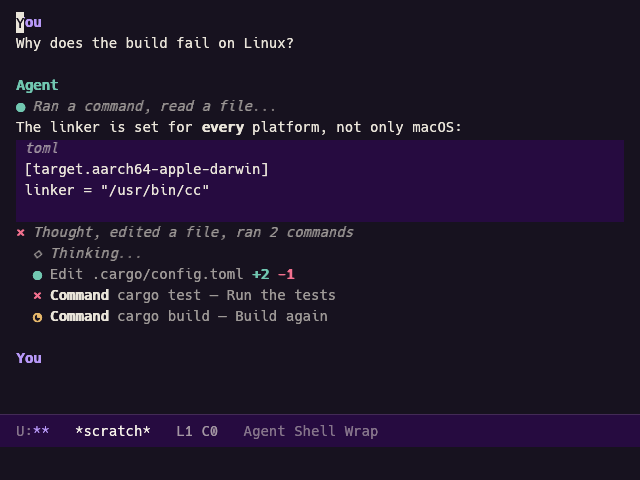 You
Why does the build fail on Linux?
Agent
● Ran a command, read a file...
The linker is set for every platform, not only macOS:
toml
[target.aarch64-apple-darwin]
linker = "/usr/bin/cc"
× Thought, edited a file, ran 2 commands
◇ Thinking...
● Edit .cargo/config.toml +2 −1
× Command cargo test — Run the tests
◔ Command cargo build — Build again
You
U:** *scratch* L1 C0 Agent Shell Wrap